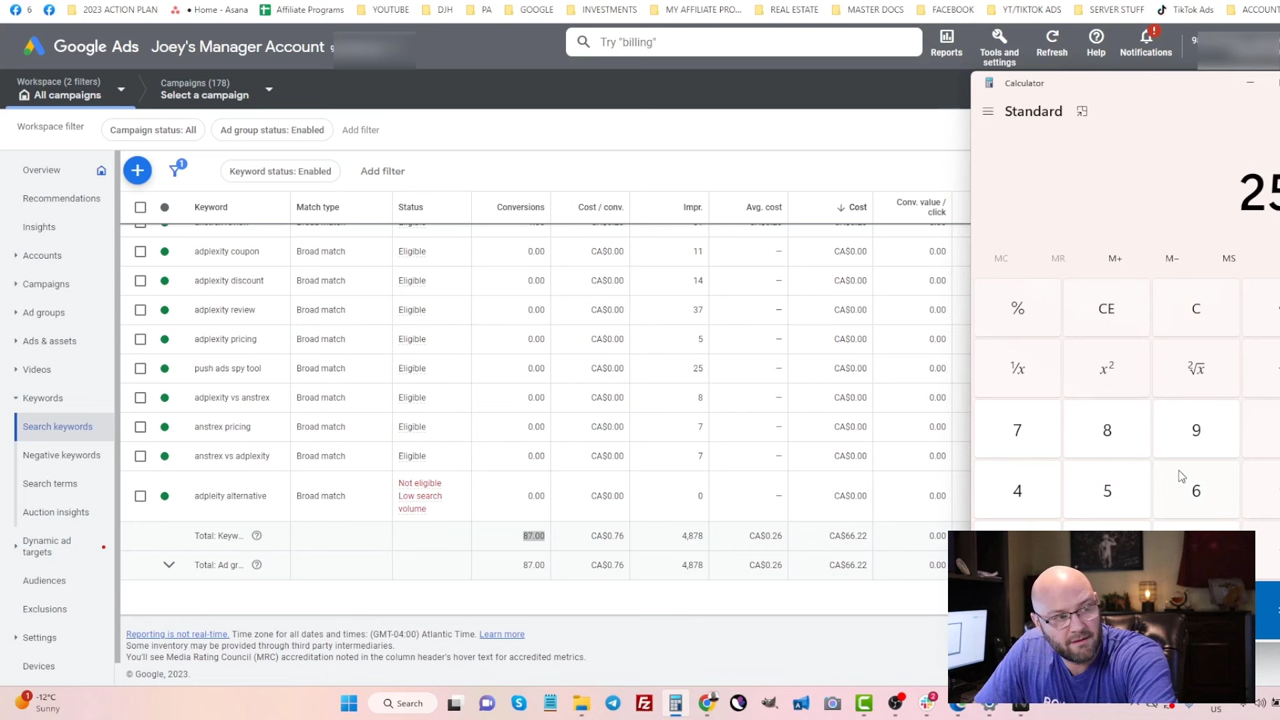 6
6
2023 ACTION PLAN
Home - Asana
Affiliate Programs
YOUTUBE
DJH
PA
GOOGLE
INVESTMENTS
MY AFFILIATE PRO...
REAL ESTATE
MASTER DOCS
FACEBOOK
YT/TIKTOK ADS
SERVER STUFF
TikTok Ads
ACCOUNT
Google Ads
Joey's Manager Account
Try "billing"
Reports
Tools and
settings
Refresh
Help
Notifications
Workspace (2 filters)
All campaigns
Campaigns (178)
Select a campaign
Workspace filter
Campaign status: All
Ad group status: Enabled
Add filter
Keyword status: Enabled
Add filter
1
Overview
Recommendations
Insights
Accounts
Campaigns
Ad groups
Ads & assets
Videos
Keywords
Search keywords
Negative keywords
Search terms
Auction insights
Dynamic ad
targets
Audiences
Exclusions
Settings
Devices
Keyword Match type Status Conversions Cost / conv. Impr. Avg. cost Cost Conv. value /
click
adplexity coupon Broad match Eligible 0.00 CA$0.00 11 — CA$0.00 0.00
adplexity discount Broad match Eligible 0.00 CA$0.00 14 — CA$0.00 0.00
adplexity review Broad match Eligible 0.00 CA$0.00 37 — CA$0.00 0.00
adplexity pricing Broad match Eligible 0.00 CA$0.00 5 — CA$0.00 0.00
push ads spy tool Broad match Eligible 0.00 CA$0.00 25 — CA$0.00 0.00
adplexity vs anstrex Broad match Eligible 0.00 CA$0.00 8 — CA$0.00 0.00
anstrex pricing Broad match Eligible 0.00 CA$0.00 7 — CA$0.00 0.00
anstrex vs adplexity Broad match Eligible 0.00 CA$0.00 7 — CA$0.00 0.00
adpleity alternative Broad match Not eligible
Low search
volume 0.00 CA$0.00 0 — CA$0.00 0.00
Total: Keyw... 87.00 CA$0.76 4,878 CA$0.26 CA$66.22 0.00
Total: Ad gr... 87.00 CA$0.76 4,878 CA$0.26 CA$66.22 0.00
Reporting is not real-time. Time zone for all dates and times: (GMT-04:00) Atlantic Time. Learn more
Some inventory may be provided through third party intermediaries.
You'll see Media Rating Council (MRC) accreditation noted in the column header's hover text for accredited metrics.
© Google, 2023.
Calculator
Standard
25
MC MR M+ M− MS
% CE C
1/x x2 2√x
7 8 9
4 5 6
1
-12°C
Sunny
Search
2
US